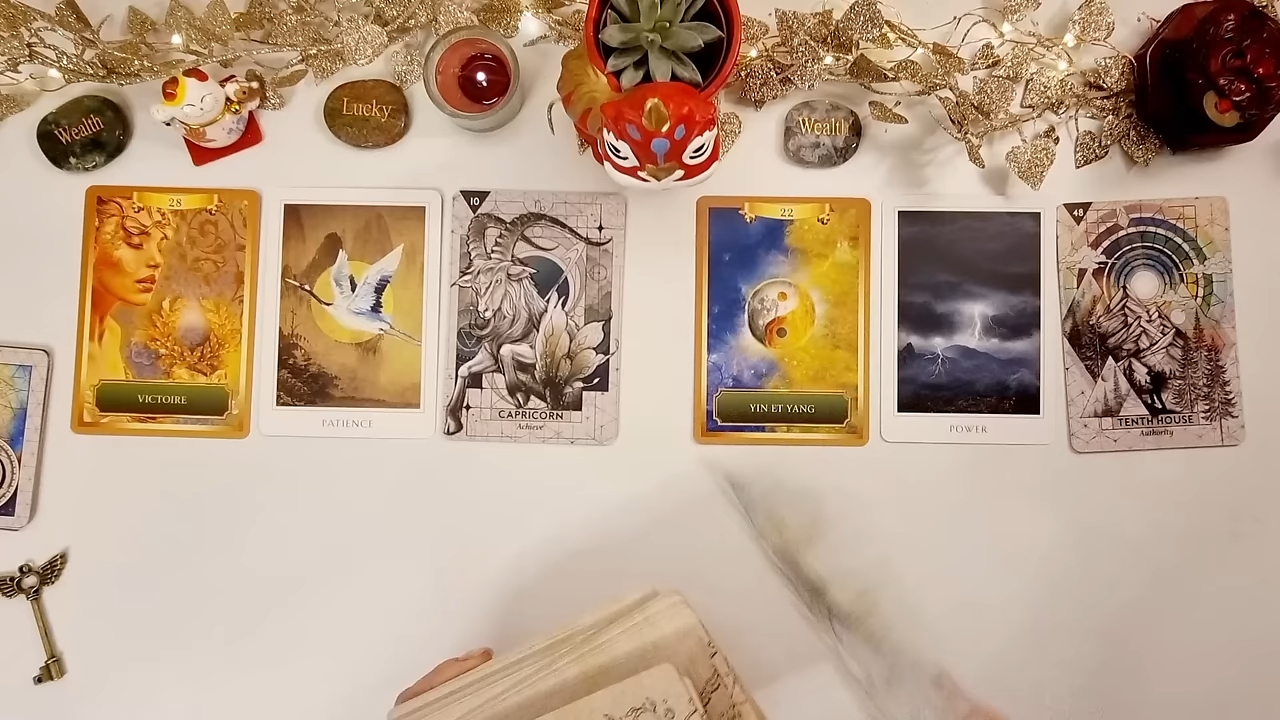 Wealth
Lucky
Wealth
28
VICTOIRE
PATIENCE
10
CAPRICORN
Achieve
22
YIN ET YANG
POWER
48
TENTH HOUSE
Authority